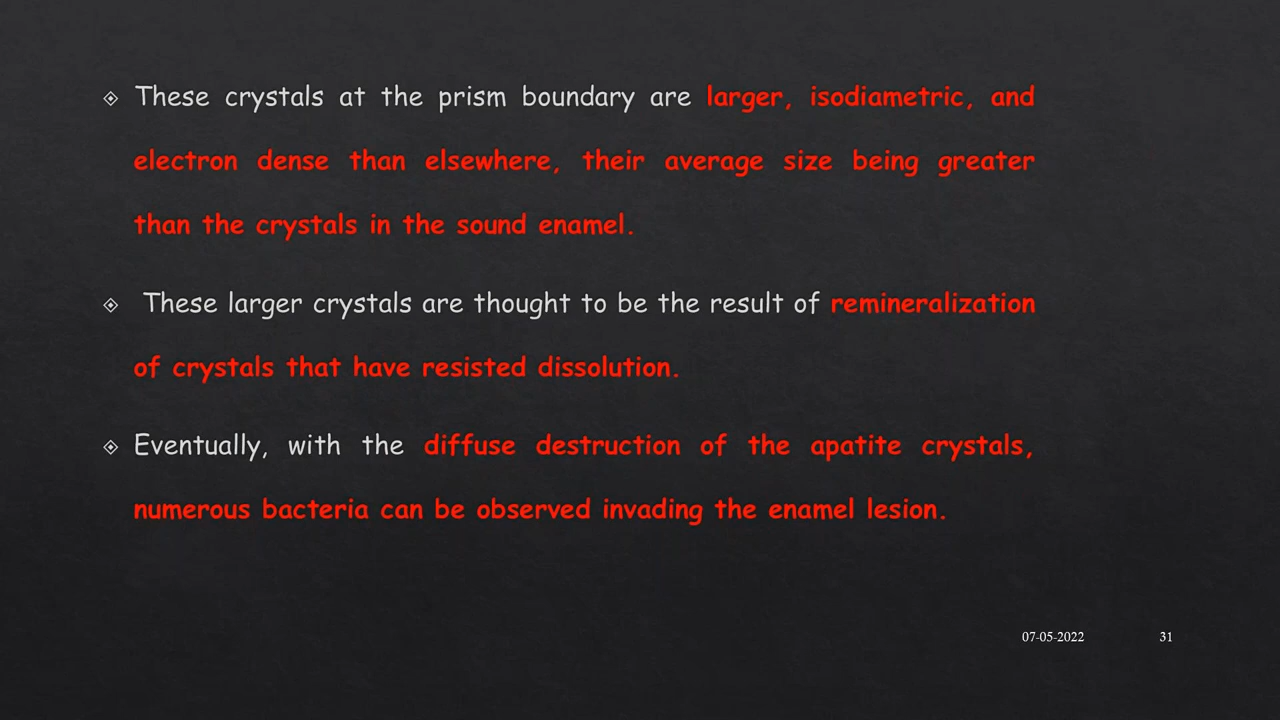 These crystals at the prism boundary are larger, isodiametric, and
electron dense than elsewhere, their average size being greater
than the crystals in the sound enamel.
These larger crystals are thought to be the result of remineralization
of crystals that have resisted dissolution.
Eventually, with the diffuse destruction of the apatite crystals,
numerous bacteria can be observed invading the enamel lesion.
07-05-2022 31